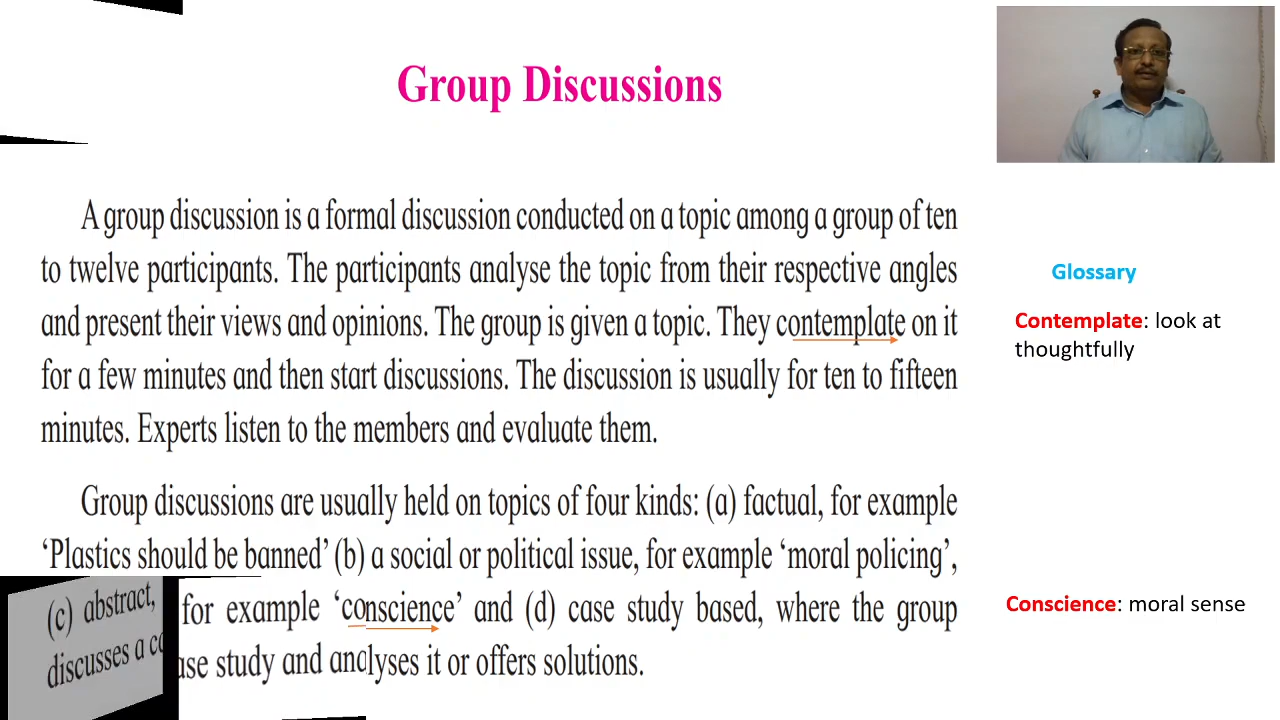 Group Discussions
A group discussion is a formal discussion conducted on a topic among a group of ten
to twelve participants. The participants analyse the topic from their respective angles
and present their views and opinions. The group is given a topic. They contemplate on it
for a few minutes and then start discussions. The discussion is usually for ten to fifteen
minutes. Experts listen to the members and evaluate them.
Group discussions are usually held on topics of four kinds: (a) factual, for example
‘Plastics should be banned’ (b) a social or political issue, for example ‘moral policing’,
(c) abstract, for example ‘conscience’ and (d) case study based, where the group
discusses a case study and analyses it or offers solutions.
Glossary
Contemplate: look at
thoughtfully
Conscience: moral sense